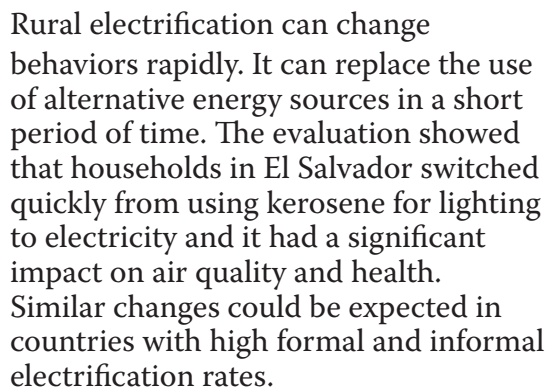 Rural electrification can change
behaviors rapidly. It can replace the use
of alternative energy sources in a short
period of time. The evaluation showed
that households in El Salvador switched
quickly from using kerosene for lighting
to electricity and it had a significant
impact on air quality and health.
Similar changes could be expected in
countries with high formal and informal
electrification rates.